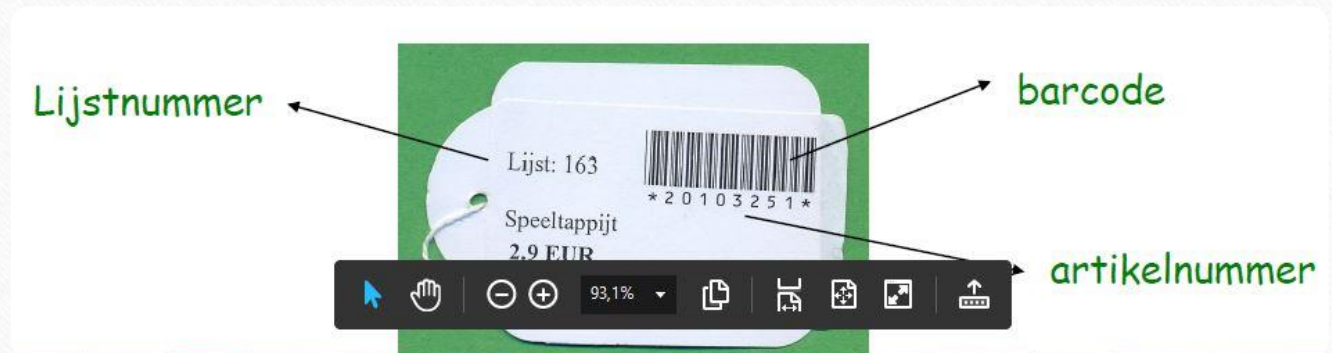 Lijstnummer
barcode
Lijst: 163
*20103251*
Speeltappijt
2.9 EUR
artikelnummer
93,1%